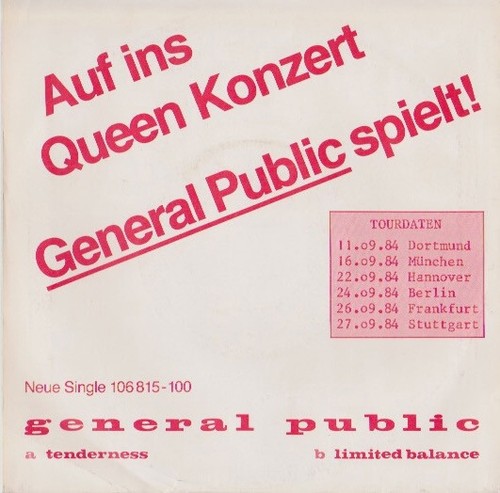 Auf ins
Queen Konzert
General Public spielt!
TOURDATEN
11.o9.84 Dortmund
16.o9.84 München
22.o9.84 Hannover
24.o9.84 Berlin
26.o9.84 Frankfurt
27.o9.84 Stuttgart
Neue Single 106 815-100
general public
a tenderness b limited balance